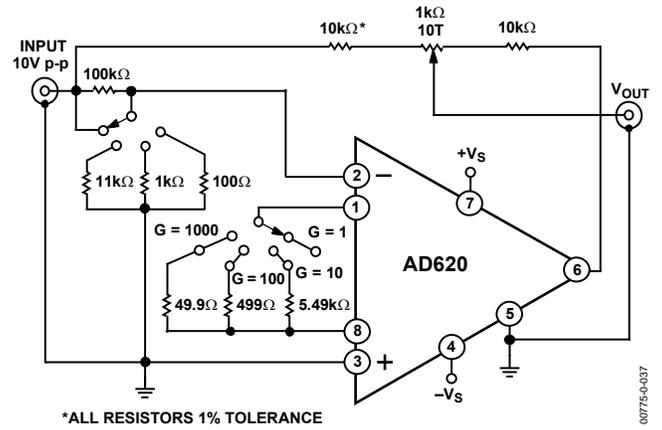 INPUT
10V p-p
100kΩ
10kΩ*
1kΩ
10T
10kΩ
VOUT
11kΩ
1kΩ
100Ω
G = 1000
G = 1
G = 100
G = 10
49.9Ω
499Ω
5.49kΩ
2
−
1
+VS
7
AD620
6
8
5
3
+
4
−VS
*ALL RESISTORS 1% TOLERANCE
00775-0-037